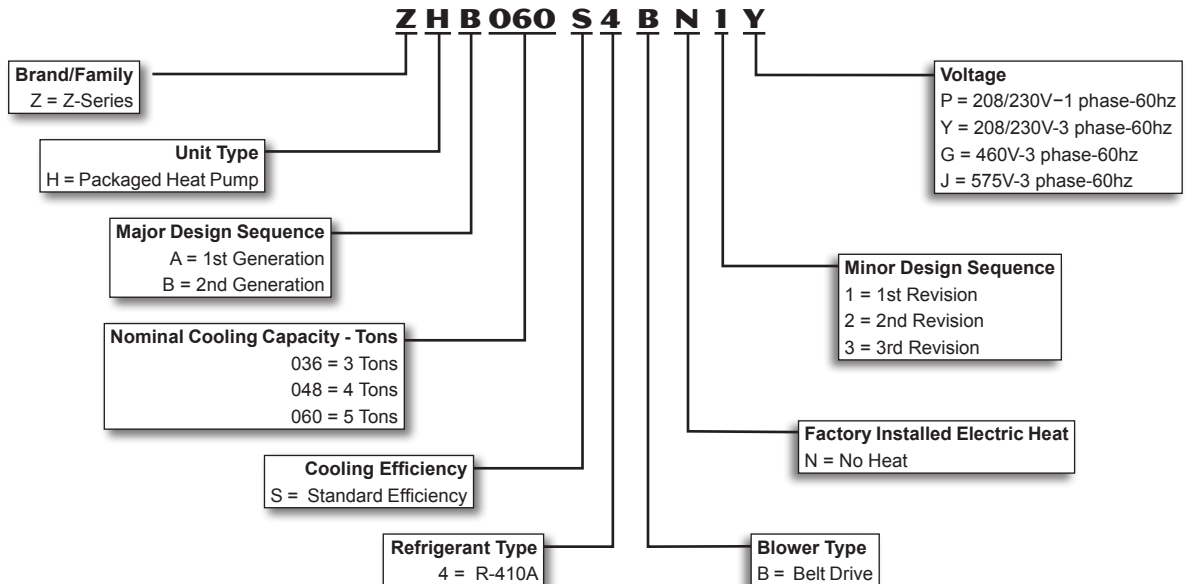 Z H B 060 S 4 B N 1 Y
Brand/Family
Z = Z-Series
Unit Type
H = Packaged Heat Pump
Major Design Sequence
A = 1st Generation
B = 2nd Generation
Nominal Cooling Capacity - Tons
036 = 3 Tons
048 = 4 Tons
060 = 5 Tons
Cooling Efficiency
S = Standard Efficiency
Refrigerant Type
4 = R-410A
Voltage
P = 208/230V−1 phase-60hz
Y = 208/230V-3 phase-60hz
G = 460V-3 phase-60hz
J = 575V-3 phase-60hz
Minor Design Sequence
1 = 1st Revision
2 = 2nd Revision
3 = 3rd Revision
Factory Installed Electric Heat
N = No Heat
Blower Type
B = Belt Drive